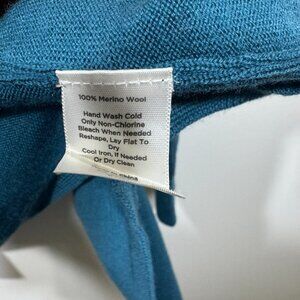 100% Merino Wool
Hand Wash Cold
Only Non-Chlorine
Bleach When Needed
Reshape, Lay Flat To
Dry
Cool Iron, If Needed
Or Dry Clean
China